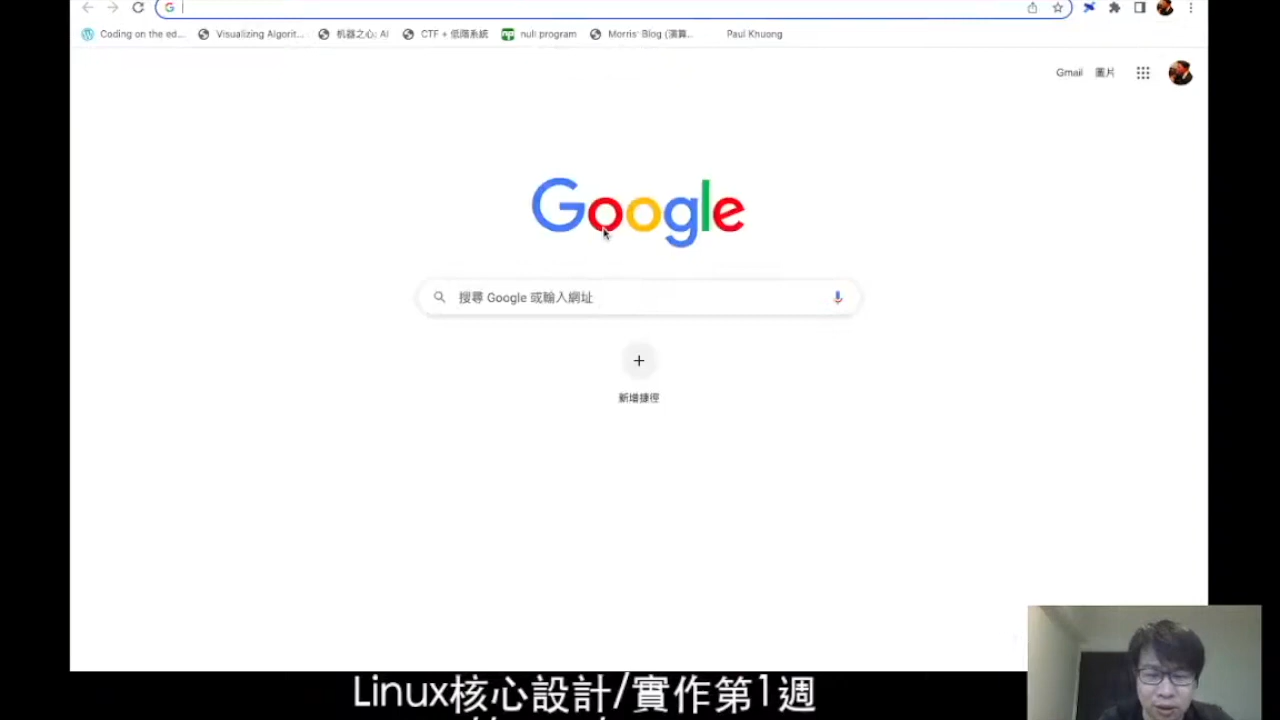 Coding on the ed... Visualizing Algorit... 机器之心: AI CTF + 低階系統 null program Morris' Blog (演算.. Paul Khuong
Gmail 圖片
Google
搜尋 Google 或輸入網址
+
新增捷徑
Linux核心設計/實作第1週